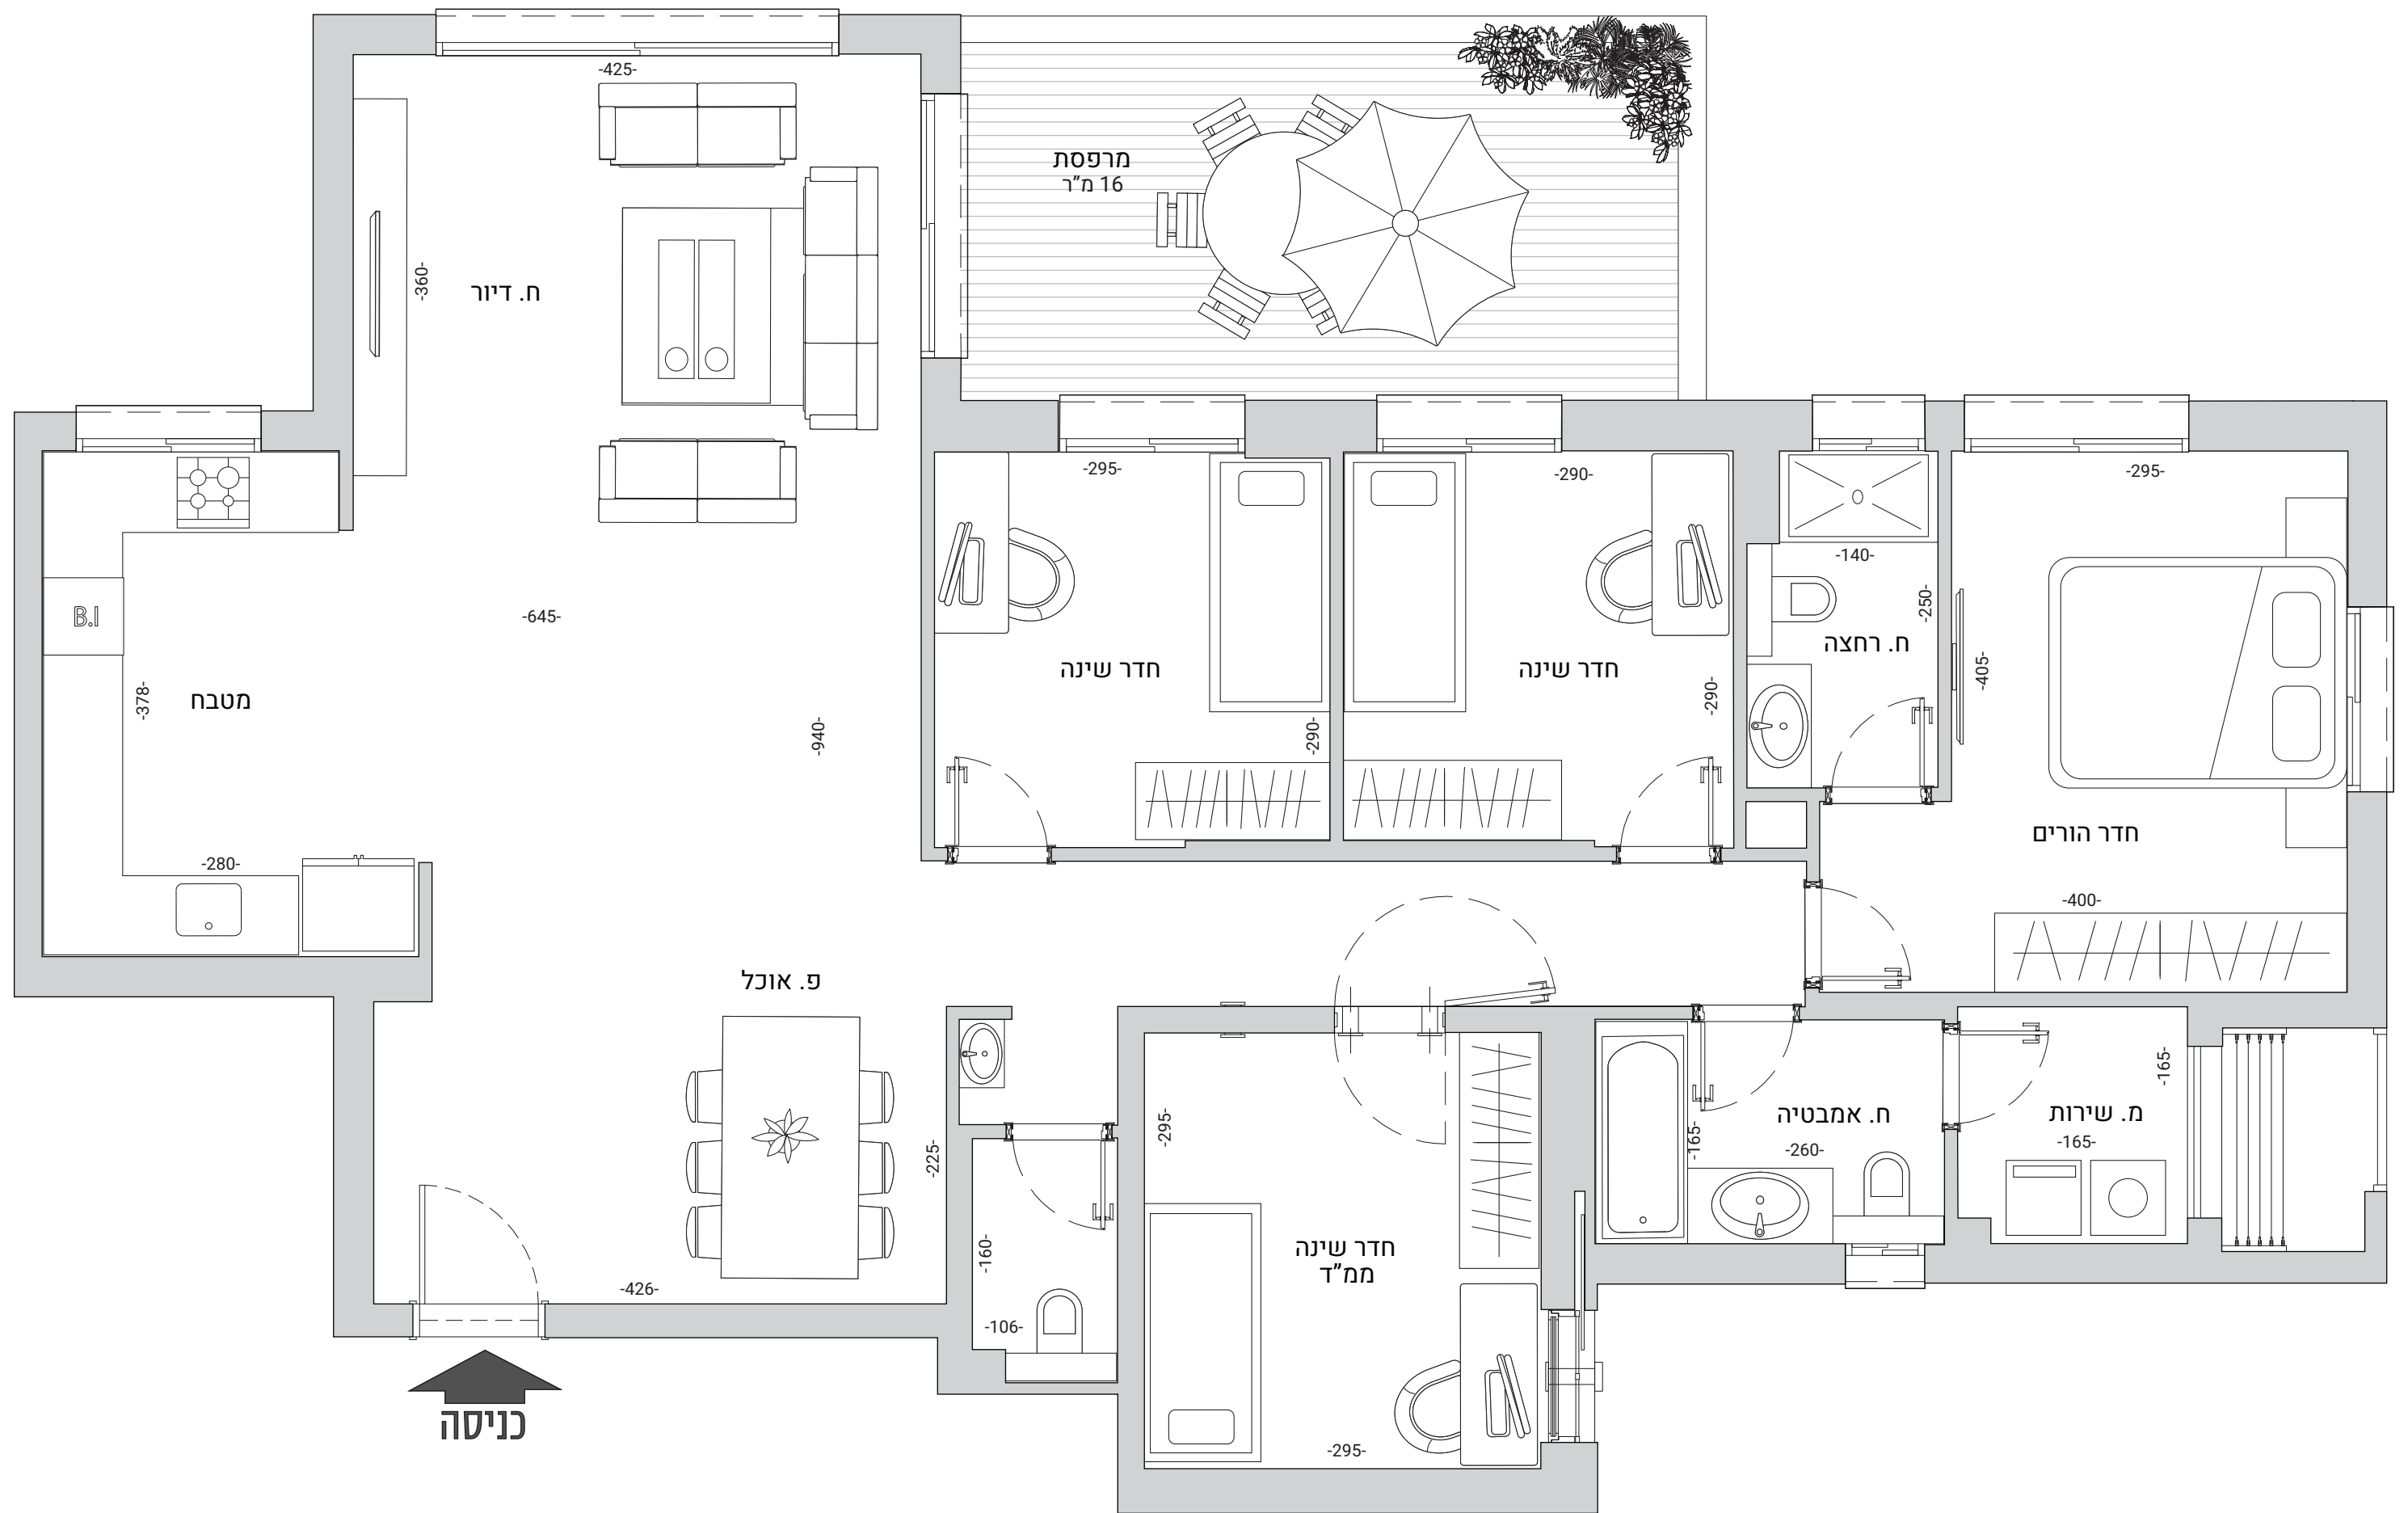 -425-
מרפסת
16 מ”ר
-360-
ח. דיור
-295-
-290-
-295-
-140-
B.I
-645-
-250-
ח. רחצה
חדר שינה
חדר שינה
-405-
-378-
מטבח
-940-
-290-
-290-
חדר הורים
-280-
-400-
פ. אוכל
-165-
-295-
-225-
-165-
ח. אמבטיה
-260-
מ. שירות
-165-
-160-
חדר שינה
ממ”ד
-426-
-106-
כניסה
-295-